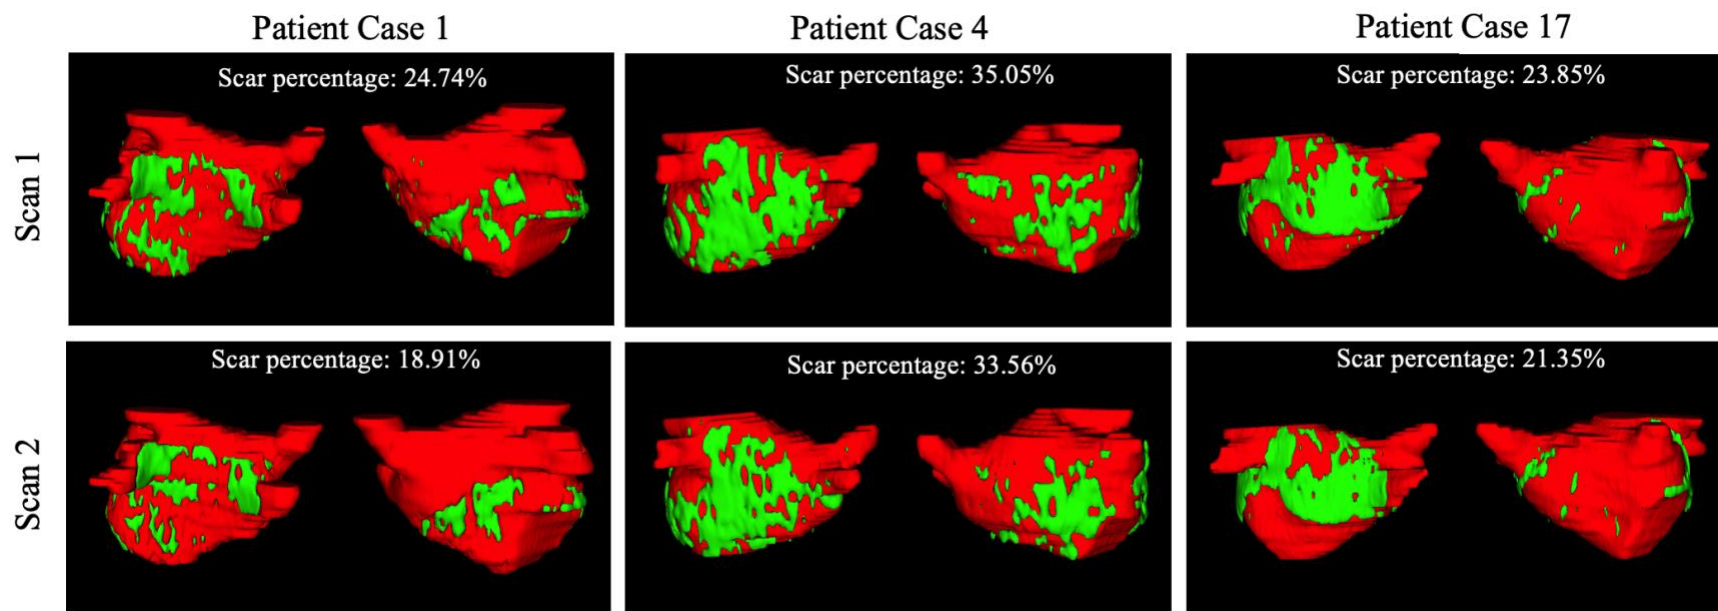 Patient Case 1
Patient Case 4
Patient Case 17
Scan 1
Scar percentage: 24.74%
Scar percentage: 35.05%
Scar percentage: 23.85%
Scan 2
Scar percentage: 18.91%
Scar percentage: 33.56%
Scar percentage: 21.35%